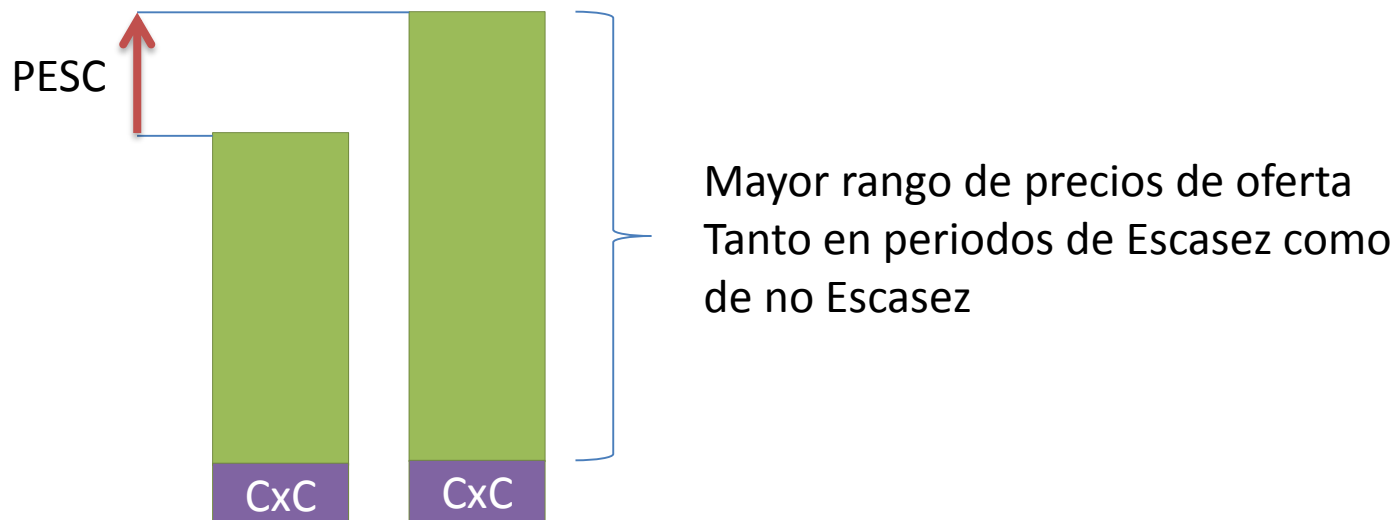 PESC
Mayor rango de precios de oferta
Tanto en periodos de Escasez como
de no Escasez
CxC
CxC